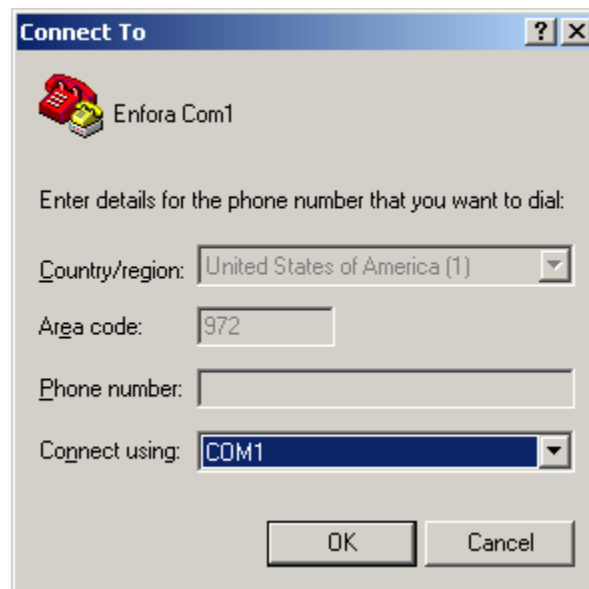 Connect To
Enfora Com1
Enter details for the phone number that you want to dial:
Country/region: United States of America (1)
Area code: 972
Phone number:
Connect using: COM1
OK Cancel